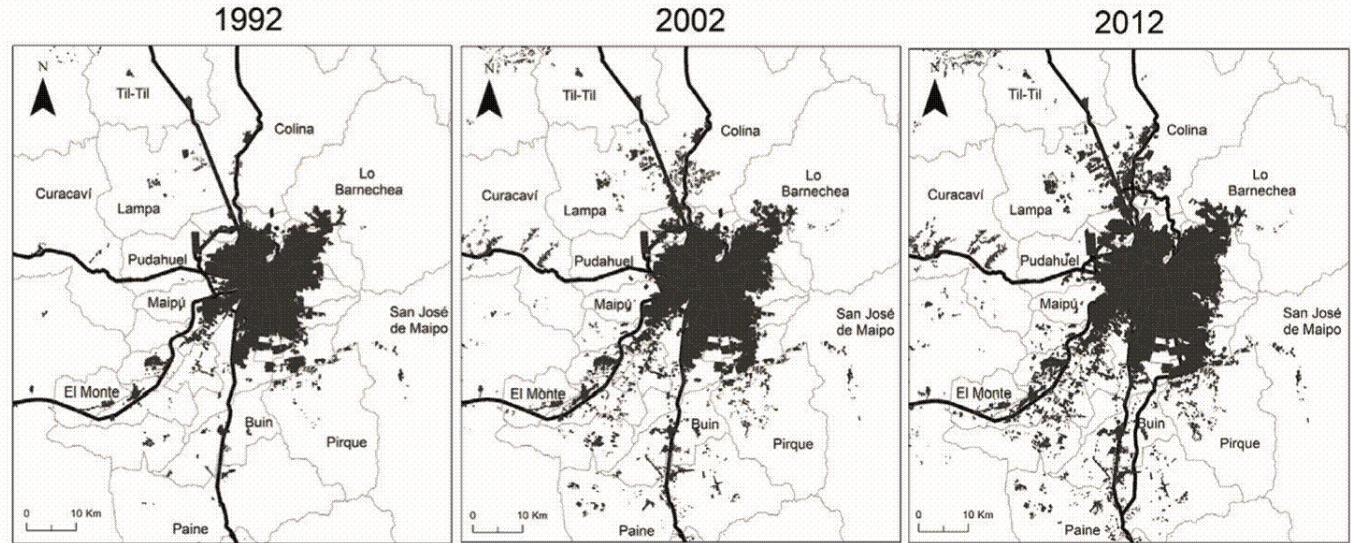 1992
2002
2012
N
Til-Til
Colina
Lo
Barnechea
Curacaví
Lampa
Pudahuel
Maipú
San José
de Maipo
El Monte
Buin
Pirque
0 10 Km
Paine
N
Til-Til
Colina
Lo
Barnechea
Curacaví
Lampa
Pudahuel
Maipú
San José
de Maipo
El Monte
Buin
Pirque
0 10 Km
Paine
N
Til-Til
Colina
Lo
Barnechea
Curacaví
Lampa
Pudahuel
Maipú
San José
de Maipo
El Monte
Buin
Pirque
0 10 Km
Paine